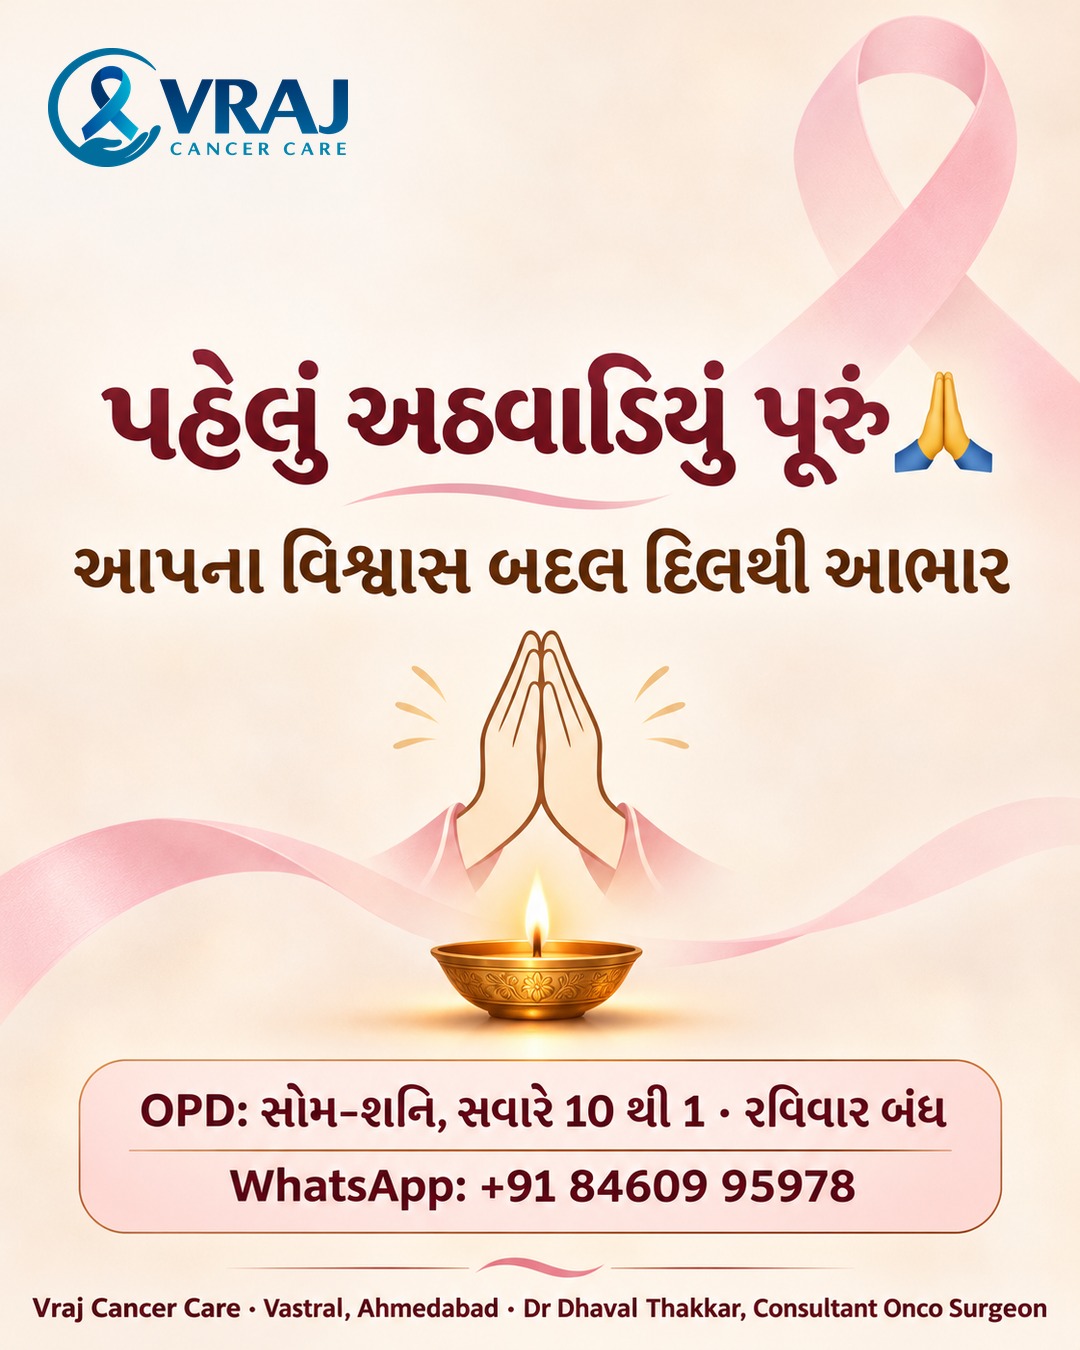 VRAJ
CANCER CARE
પહેલું અઠવાડિયું પૂરું🙏
આપના વિશ્વાસ બદલ દિલથી આભાર
OPD: સોમ–શનિ, સવારે 10 થી 1 · રવિવાર બંધ
WhatsApp: +91 84609 95978
Vraj Cancer Care · Vastral, Ahmedabad · Dr Dhaval Thakkar, Consultant Onco Surgeon